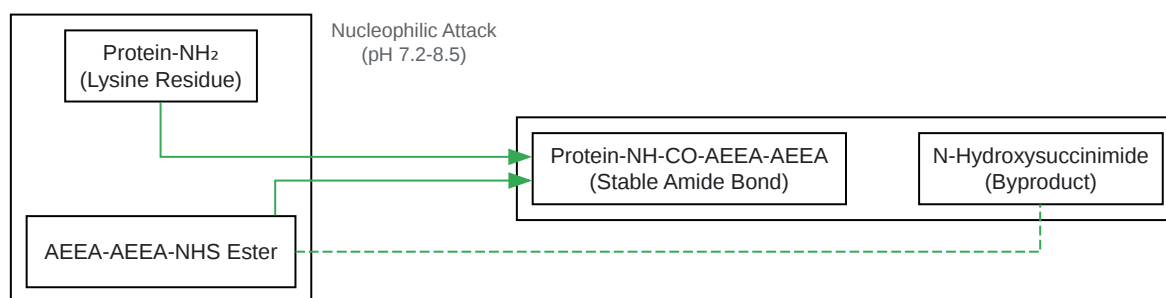 Nucleophilic Attack
(pH 7.2-8.5)
Protein-NH₂
(Lysine Residue)
Protein-NH-CO-AEEA-AEEA
(Stable Amide Bond)
N-Hydroxysuccinimide
(Byproduct)
AEEA-AEEA-NHS Ester